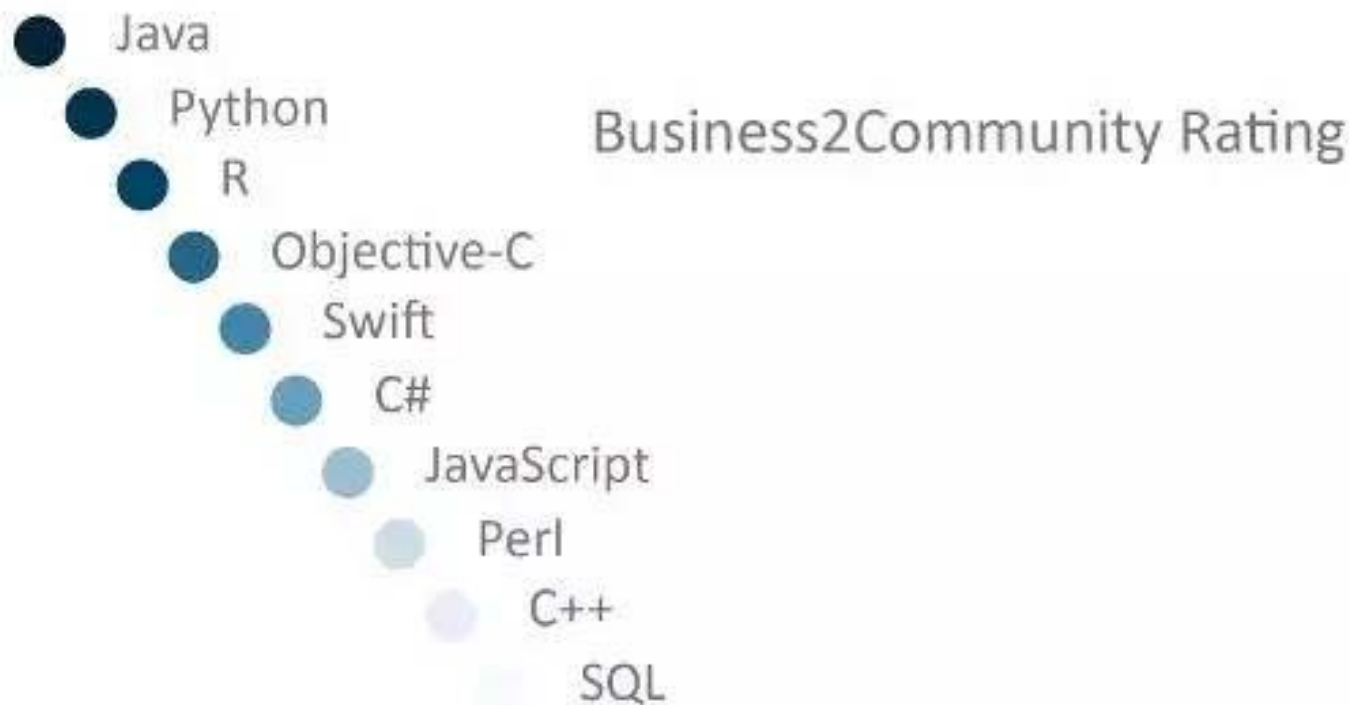 Java
Python
Business2Community Rating
R
Objective-C
Swift
C#
JavaScript
Perl
C++
SQL